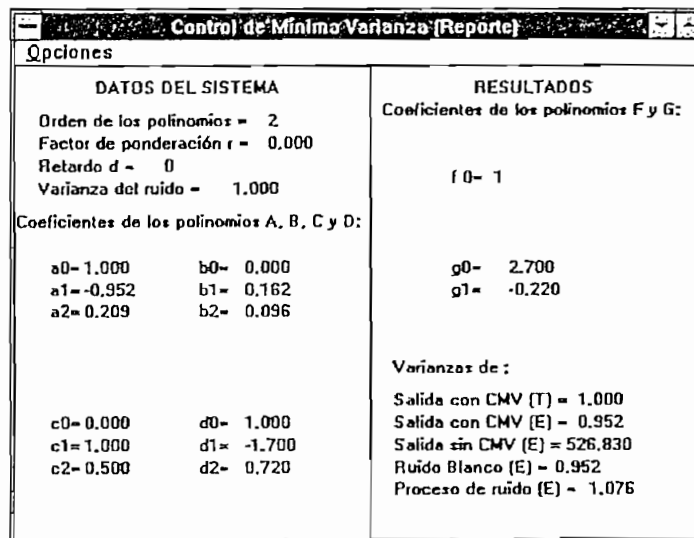 Control de Mínima Varianza (Reporte)
Opciones
DATOS DEL SISTEMA
Orden de los polinomios = 2
Factor de ponderación r = 0.000
Retardo d = 0
Varianza del ruido = 1.000
Coeficientes de los polinomios A, B, C y D:
a0= 1.000 b0= 0.000
a1= -0.952 b1= 0.162
a2= 0.209 b2= 0.096
c0= 0.000 d0= 1.000
c1= 1.000 d1= -1.700
c2= 0.500 d2= 0.720
RESULTADOS
Coeficientes de los polinomios F y G:
f 0= 1
g0= 2.700
g1= -0.220
Varianzas de :
Salida con CMV (T) = 1.000
Salida con CMV (E) = 0.952
Salida sin CMV (E) = 526.830
Ruido Blanco (E) = 0.952
Proceso de ruido (E) = 1.076